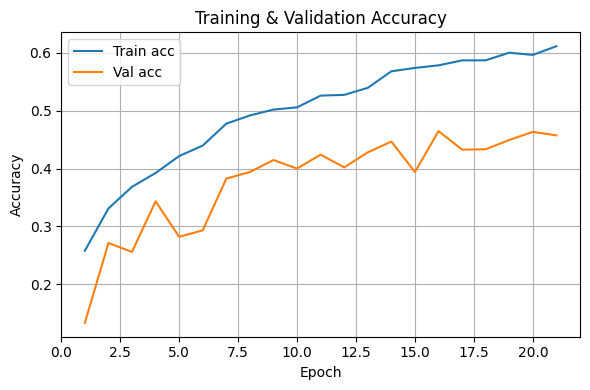 Training & Validation Accuracy
Train acc
Val acc
0.6
0.5
0.4
0.3
0.2
Accuracy
0.0 2.5 5.0 7.5 10.0 12.5 15.0 17.5 20.0
Epoch